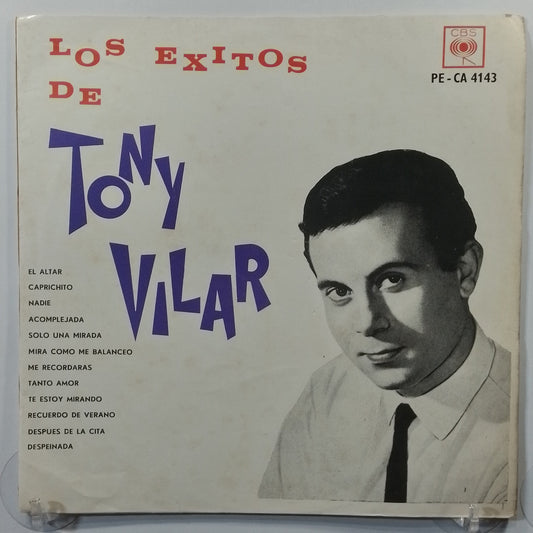 LOS EXITOS
DE
TONY
VILAR
CBS
PE - CA 4143
EL ALTAR
CAPRICHITO
NADIE
ACOMPLEJADA
SOLO UNA MIRADA
MIRA COMO ME BALANCEO
ME RECORDARAS
TANTO AMOR
TE ESTOY MIRANDO
RECUERDO DE VERANO
DESPUES DE LA CITA
DESPEINADA